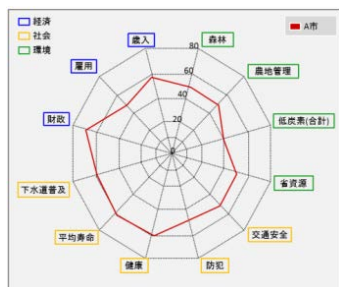 経済
社会
環境
A市
歳入
森林
雇用
農地管理
財政
低炭素(合計)
下水道普及
省資源
平均寿命
交通安全
健康
防犯
80
60
40
20
0